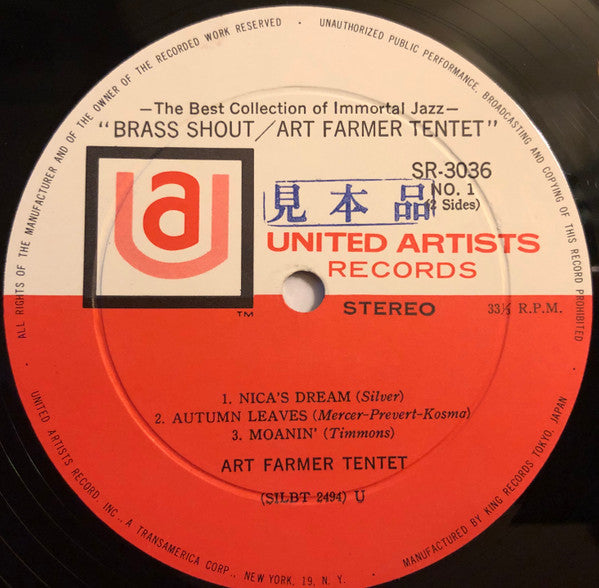 ALL RIGHTS OF THE MANUFACTURER AND OF THE OWNER OF THE RECORDED WORK RESERVED • UNAUTHORIZED PUBLIC PERFORMANCE, BROADCASTING AND COPYING OF THIS RECORD PROHIBITED
—The Best Collection of Immortal Jazz—
"BRASS SHOUT/ART FARMER TENTET"
SR-3036
NO. 1
(2 Sides)
見本品
ua
UNITED ARTISTS
RECORDS
TM
STEREO
33⅓ R.P.M.
1. NICA'S DREAM (Silver)
2. AUTUMN LEAVES (Mercer-Prevert-Kosma)
3. MOANIN' (Timmons)
ART FARMER TENTET
(SILBT 2494) U
UNITED ARTISTS RECORD, INC., A TRANSAMERICA CORP., NEW YORK, 19, N.Y. • MANUFACTURED BY KING RECORDS TOKYO, JAPAN